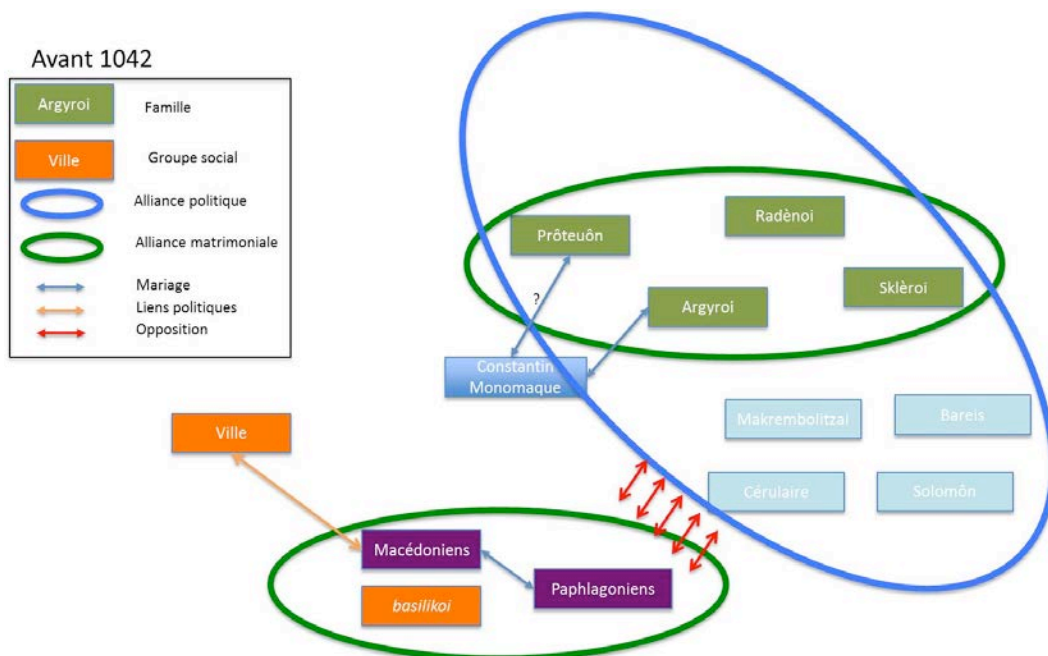 Avant 1042
Argyroi
Famille
Ville
Groupe social
Alliance politique
Alliance matrimoniale
Mariage
Liens politiques
Opposition
Prôteuôn
Radènoi
Sklèroi
Argyroi
?
Constantin
Monomaque
Makrembolitzai
Bareis
Cérulaire
Solomôn
Ville
Macédoniens
Paphlagoniens
basilikoi